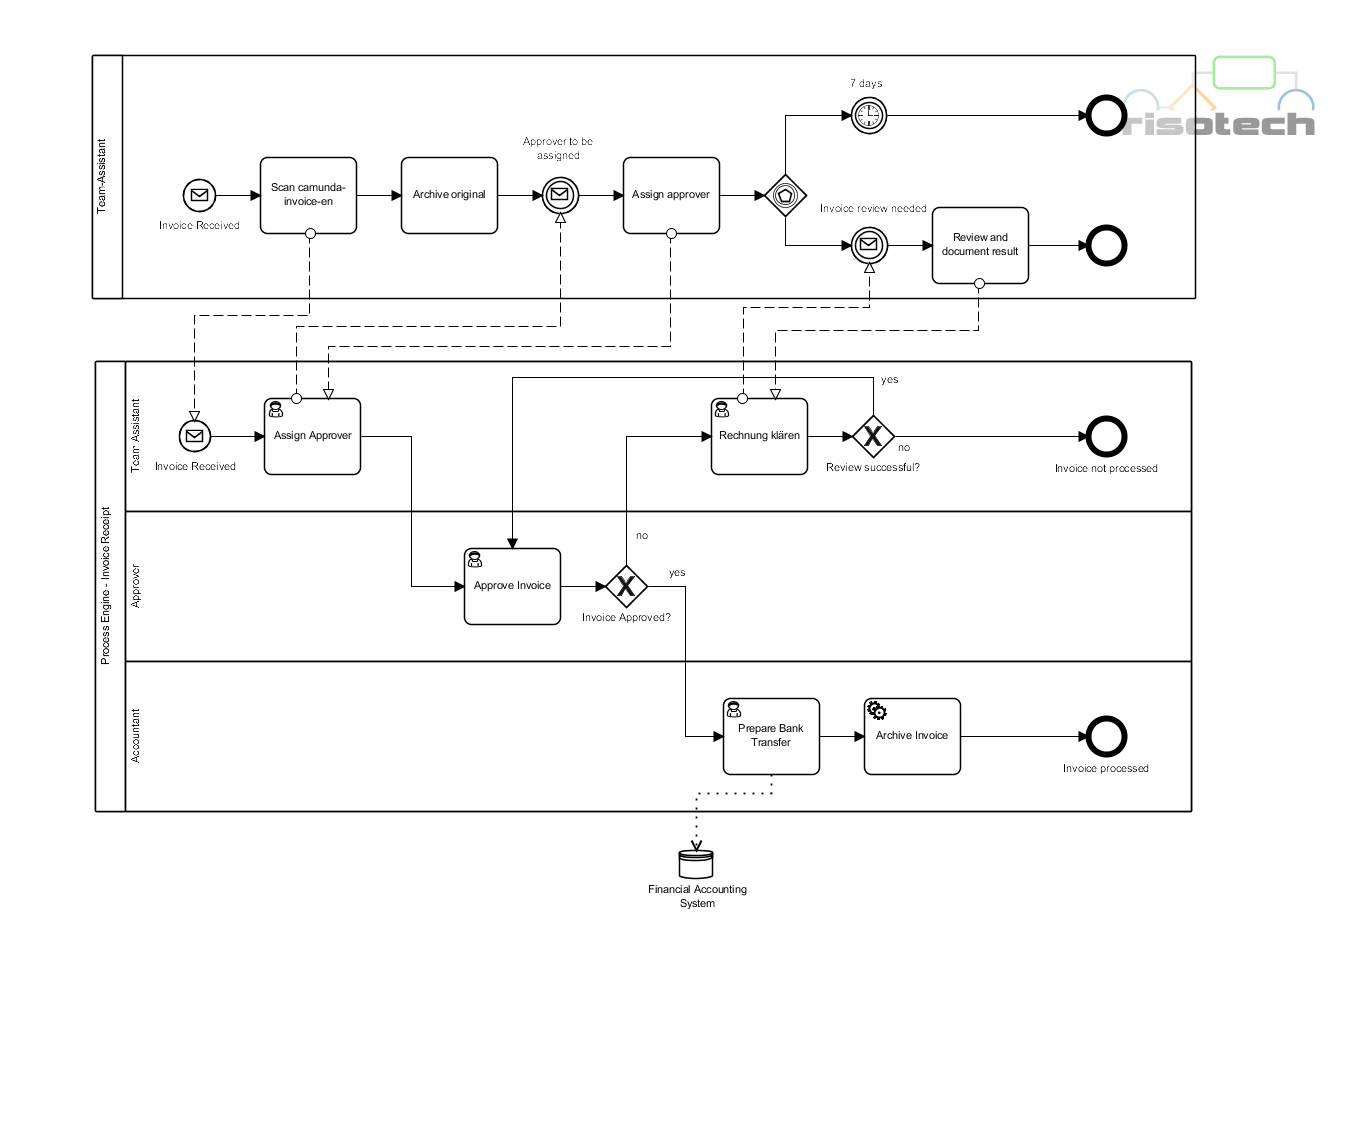 7 days
risotech
Approver to be
assigned
Team-Assistant
Scan camunda-
invoice-en
Archive original
Assign approver
Invoice Received
Invoice review needed
Review and
document result
yes
Team Assistant
Assign Approver
Rechnung klären
no
Invoice Received
Review successful?
Invoice not processed
Process Engine - Invoice Receipt
no
Approver
Approve Invoice
yes
Invoice Approved?
Accountant
Prepare Bank
Transfer
Archive Invoice
Invoice processed
Financial Accounting
System